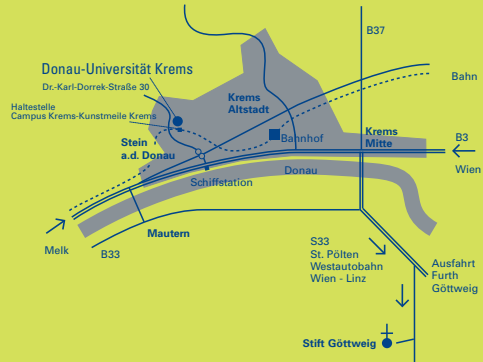 B37
Donau-Universität Krems
Dr.-Karl-Dorrek-Straße 30
Bahn
Krems
Altstadt
Haltestelle
Campus Krems-Kunstmeile Krems
Bahnhof
Krems
Mitte
B3
Stein
a.d. Donau
Wien
Donau
Schiffstation
Mautern
Melk
B33
S33
St. Pölten
Westautobahn
Wien - Linz
Ausfahrt
Furth
Göttweig
Stift Göttweig